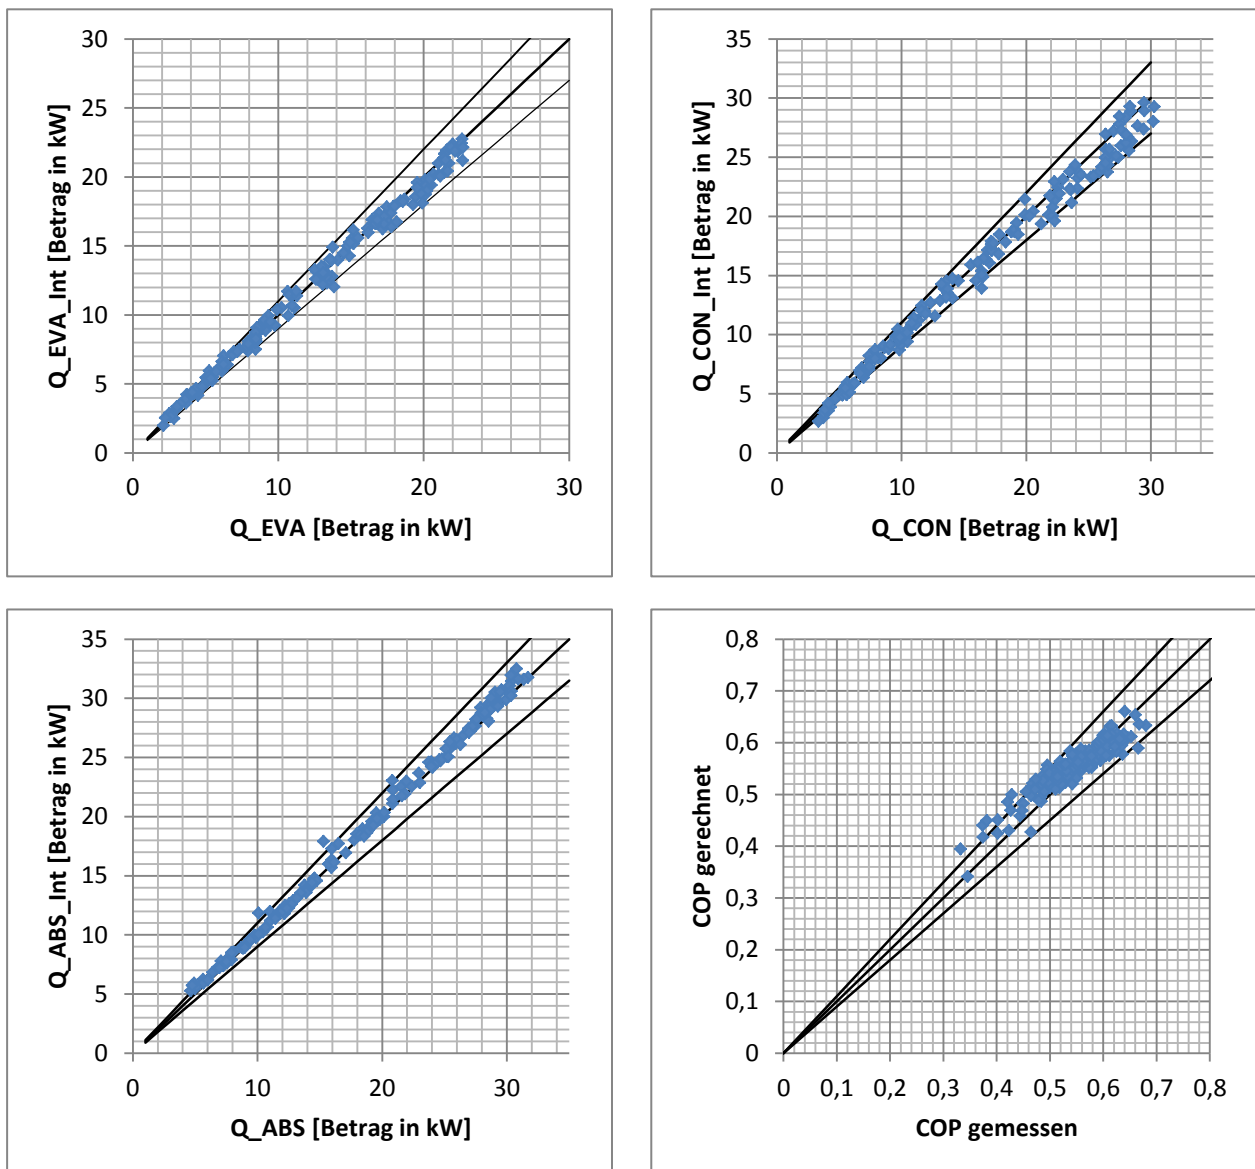 30
25
20
15
10
5
0
Q_EVA_Int [Betrag in kW]
0 10 20 30
Q_EVA [Betrag in kW]
35
30
25
20
15
10
5
0
Q_CON_Int [Betrag in kW]
0 10 20 30
Q_CON [Betrag in kW]
35
30
25
20
15
10
5
0
Q_ABS_Int [Betrag in kW]
0 10 20 30
Q_ABS [Betrag in kW]
0,8
0,7
0,6
0,5
0,4
0,3
0,2
0,1
0
COP gerechnet
0 0,1 0,2 0,3 0,4 0,5 0,6 0,7 0,8
COP gemessen